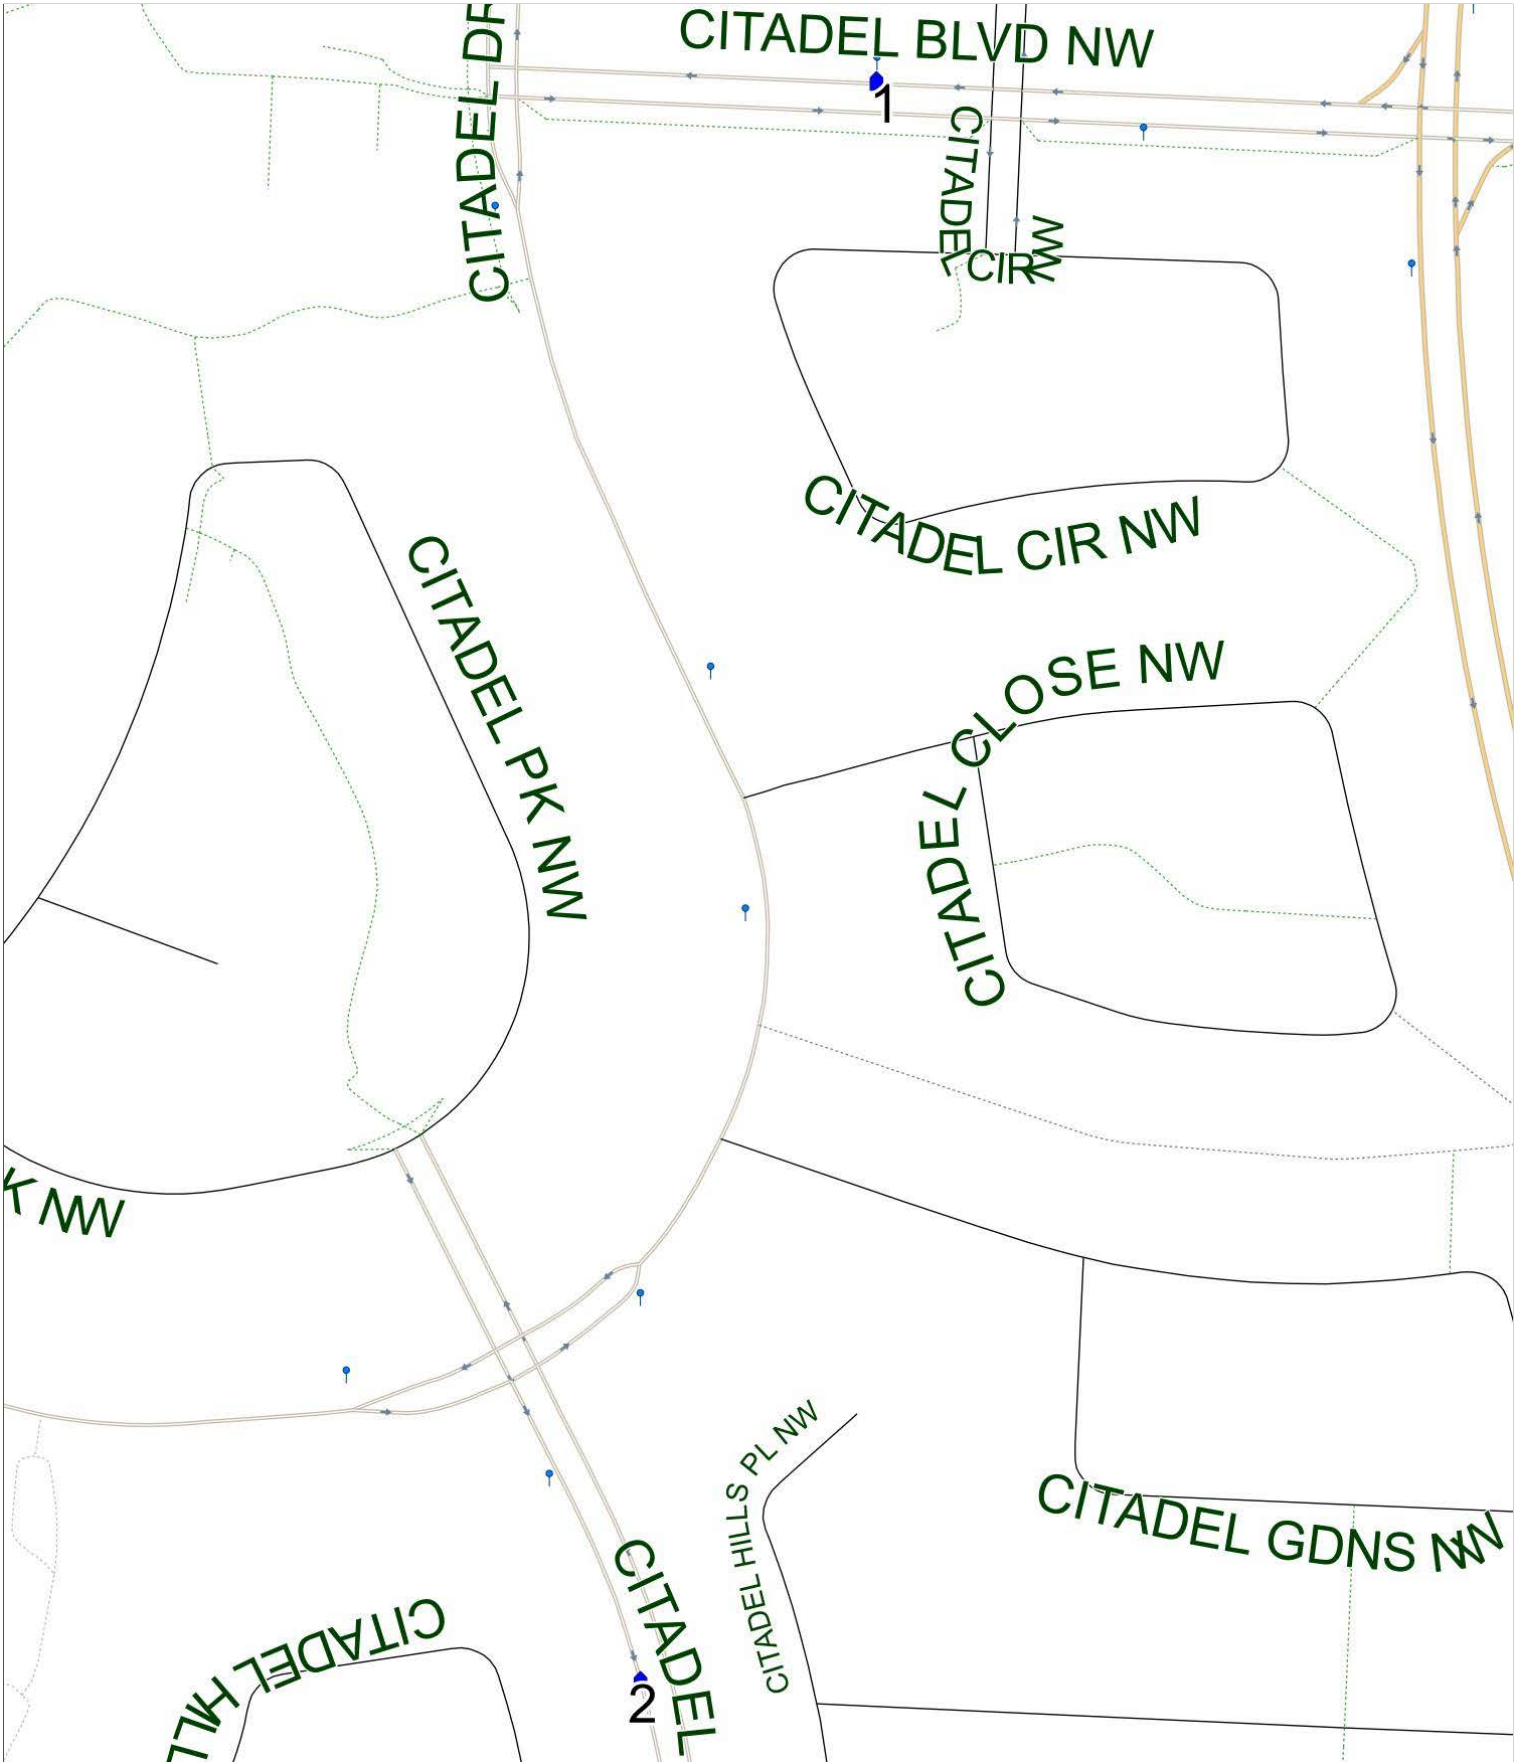 CITADEL BLVD NW
1
CITADEL DR
CITADEL CIR NW
CITADEL CIR NW
CITADEL PK NW
CITADEL CLOSE NW
K NW
CITADEL HILLS PL NW
CITADEL GDNS NW
CITADEL
CITADEL HILL
2